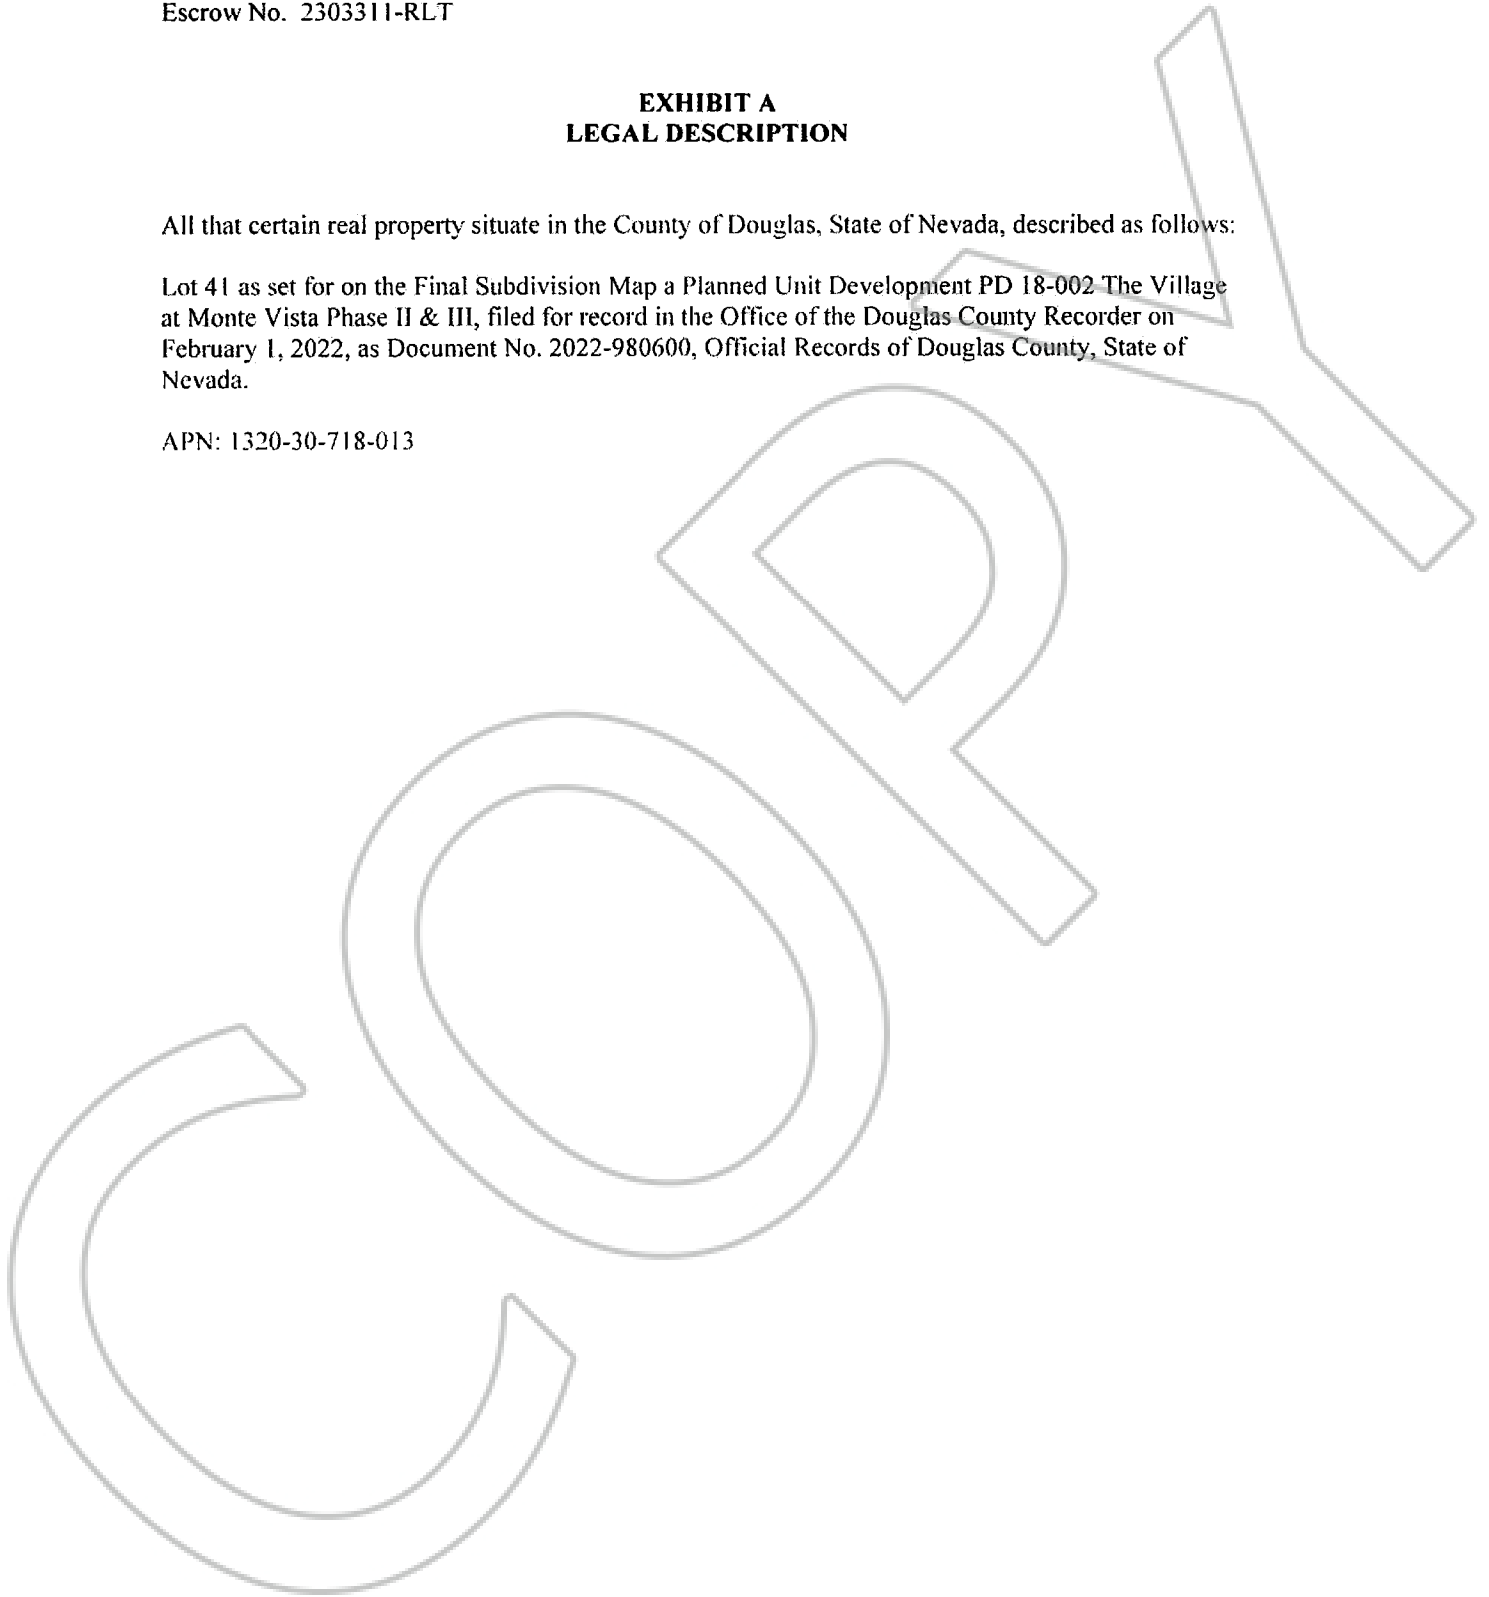 Escrow No. 2303311-RLT
EXHIBIT A
LEGAL DESCRIPTION
All that certain real property situate in the County of Douglas, State of Nevada, described as follows:
Lot 41 as set for on the Final Subdivision Map a Planned Unit Development PD 18-002 The Village
at Monte Vista Phase II & III, filed for record in the Office of the Douglas County Recorder on
February 1, 2022, as Document No. 2022-980600, Official Records of Douglas County, State of
Nevada.
APN: 1320-30-718-013
COPY